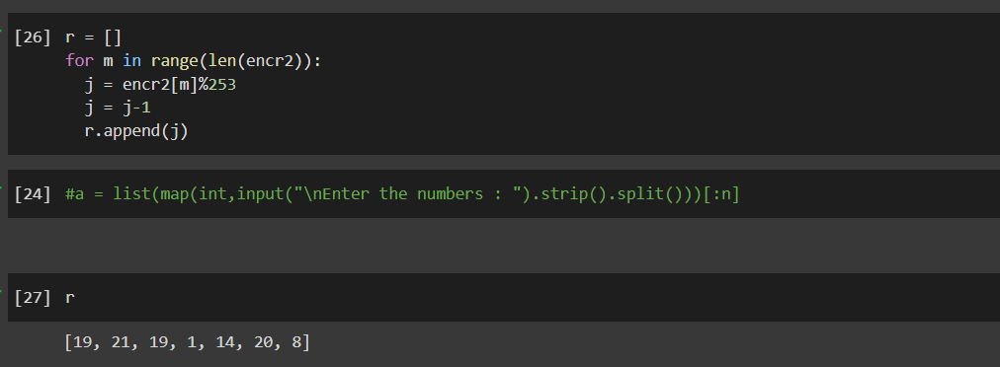 [26] r = []
for m in range(len(encr2)):
j = encr2[m]%253
j = j-1
r.append(j)
[24] #a = list(map(int,input("\nEnter the numbers : ").strip().split()))[:n]
[27] r
[19, 21, 19, 1, 14, 20, 8]